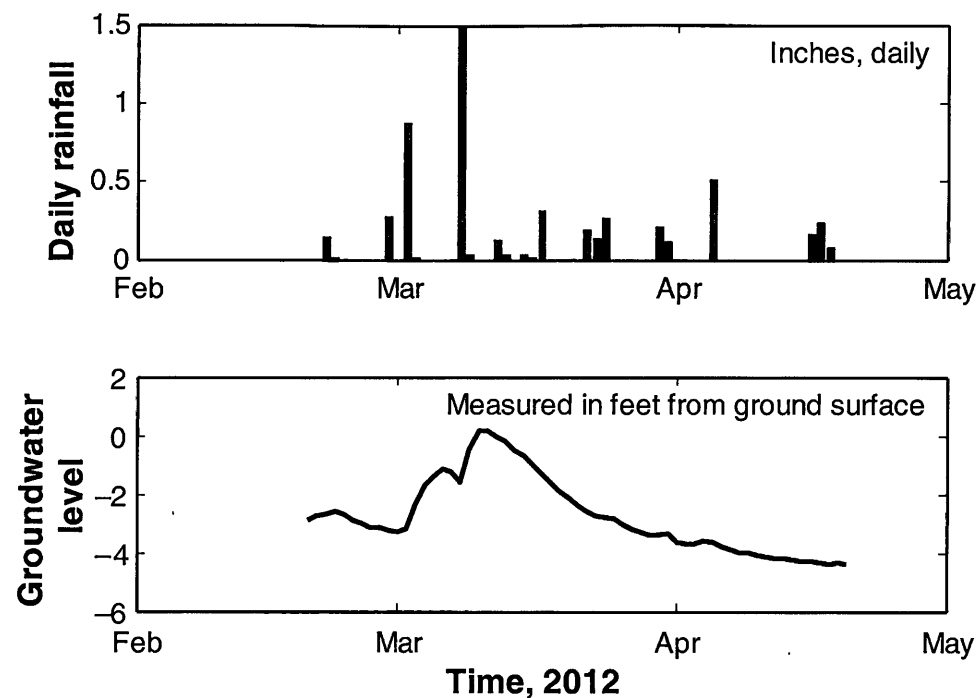 1.5
Inches, daily
1
0.5
0
Daily rainfall
Feb Mar Apr May
2
Measured in feet from ground surface
0
−2
−4
−6
Groundwater
level
Feb Mar Apr May
Time, 2012